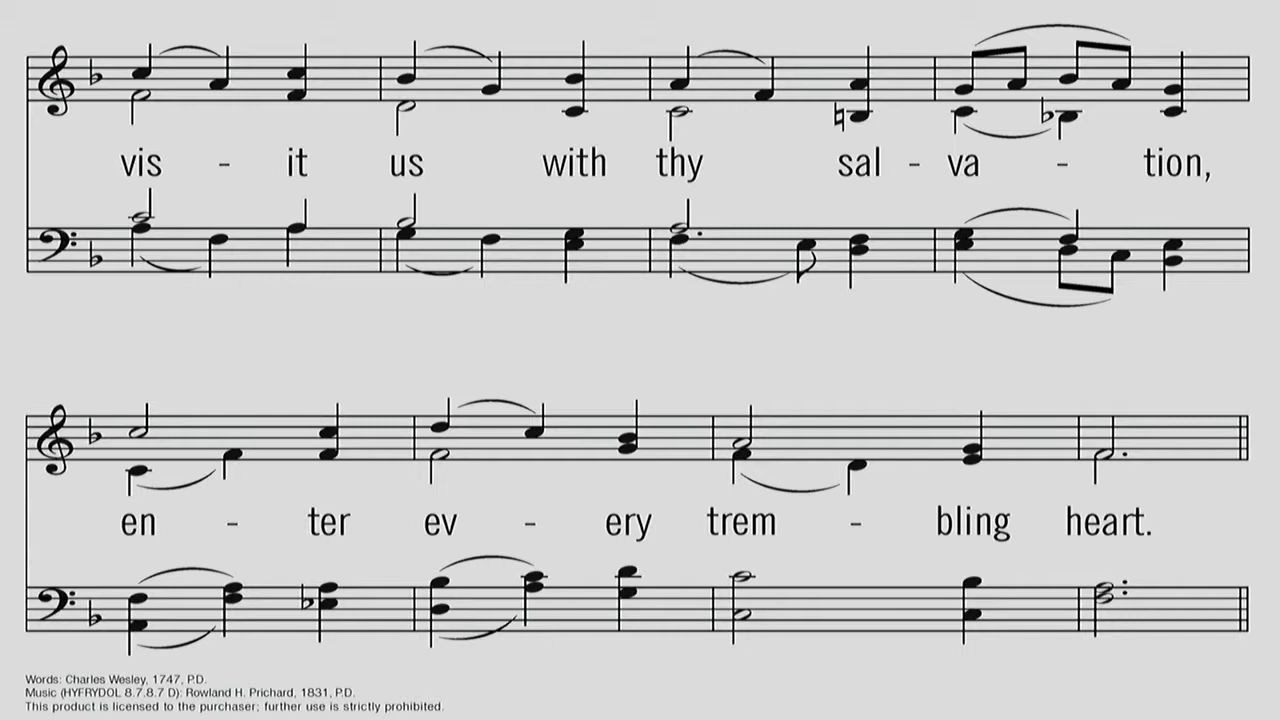 vis - it us with thy sal - va - tion,
en - ter ev - ery trem - bling heart.
Words: Charles Wesley, 1747, P.D.
Music (HYFRYDOL 8.7.8.7 D): Rowland H. Prichard, 1831, P.D.
This product is licensed to the purchaser; further use is strictly prohibited.